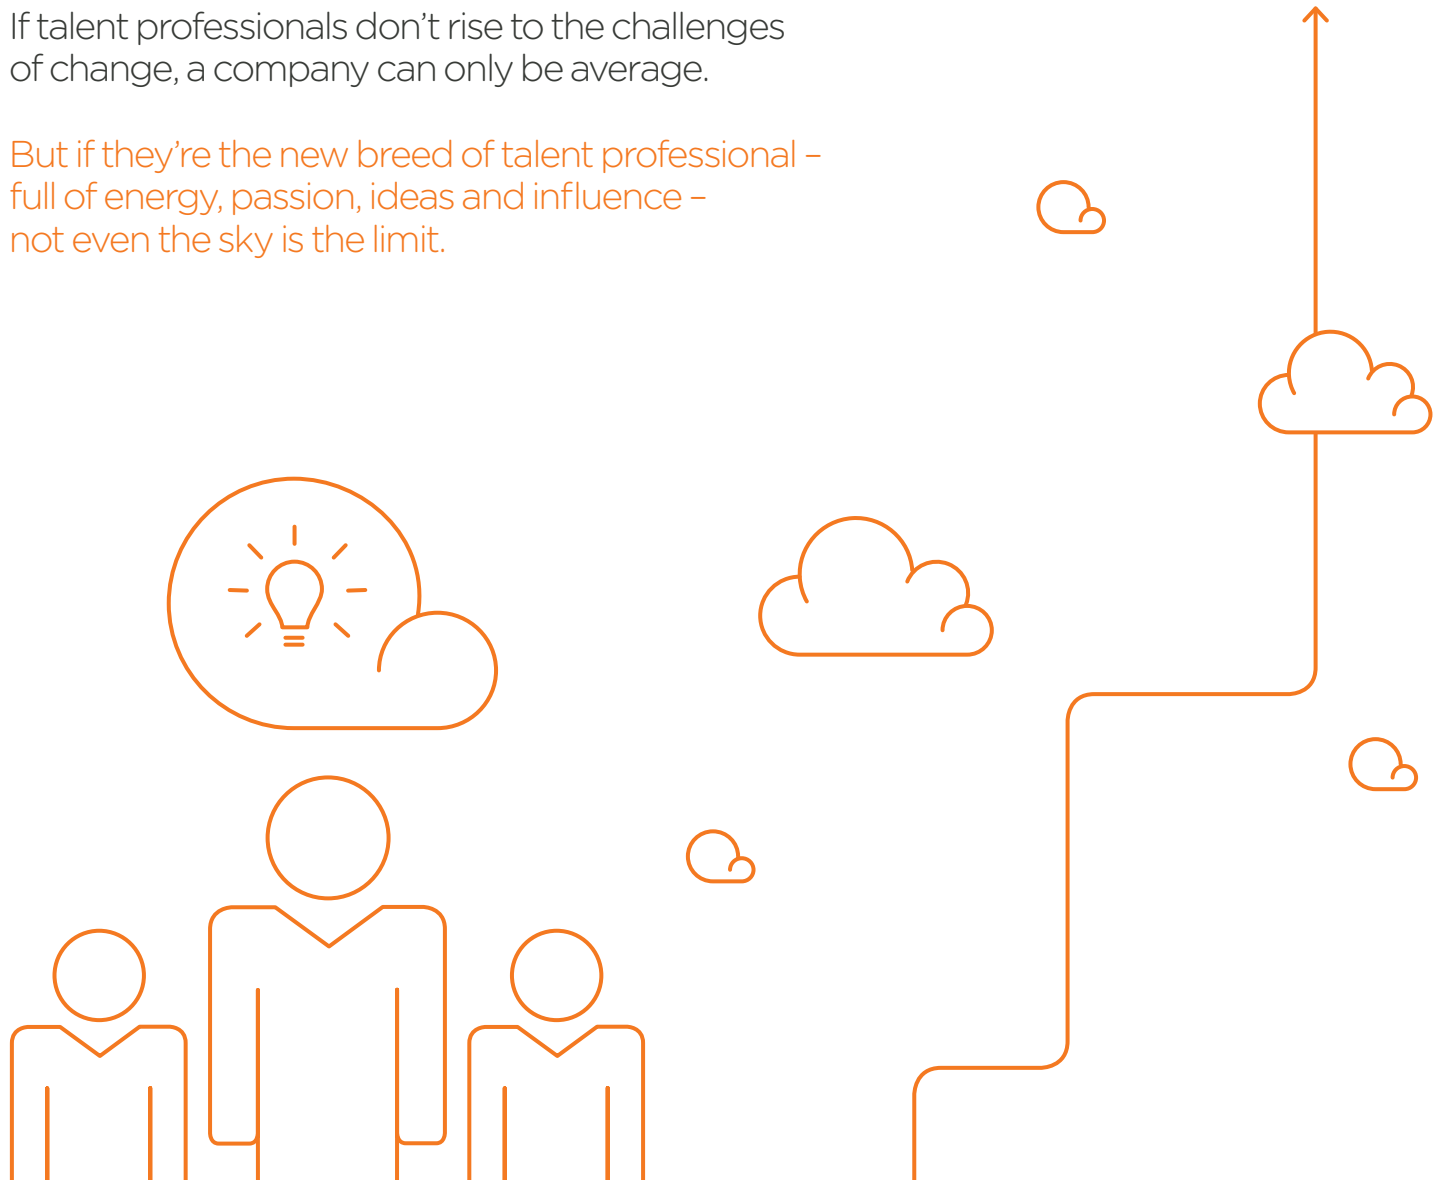 If talent professionals don’t rise to the challenges
of change, a company can only be average.
But if they’re the new breed of talent professional –
full of energy, passion, ideas and influence –
not even the sky is the limit.